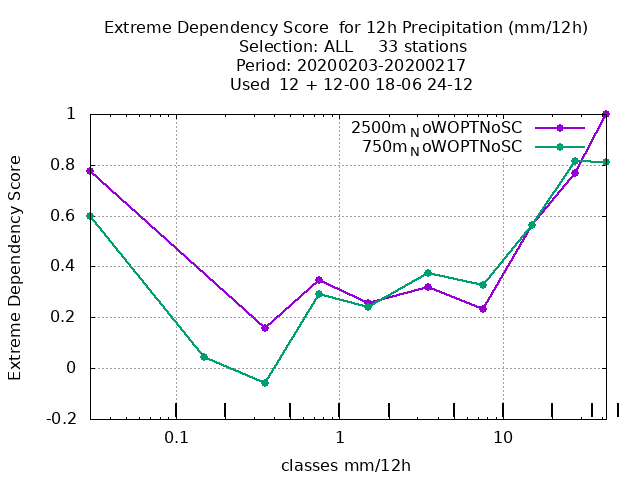 Extreme Dependency Score  for 12h Precipitation (mm/12h)
Selection: ALL     33 stations
Period: 20200203-20200217
Used  12 + 12-00 18-06 24-12
2500m_NoWOPTNoSC
750m_NoWOPTNoSC
Extreme Dependency Score
1
0.8
0.6
0.4
0.2
0
-0.2
0.1 1 10
classes mm/12h